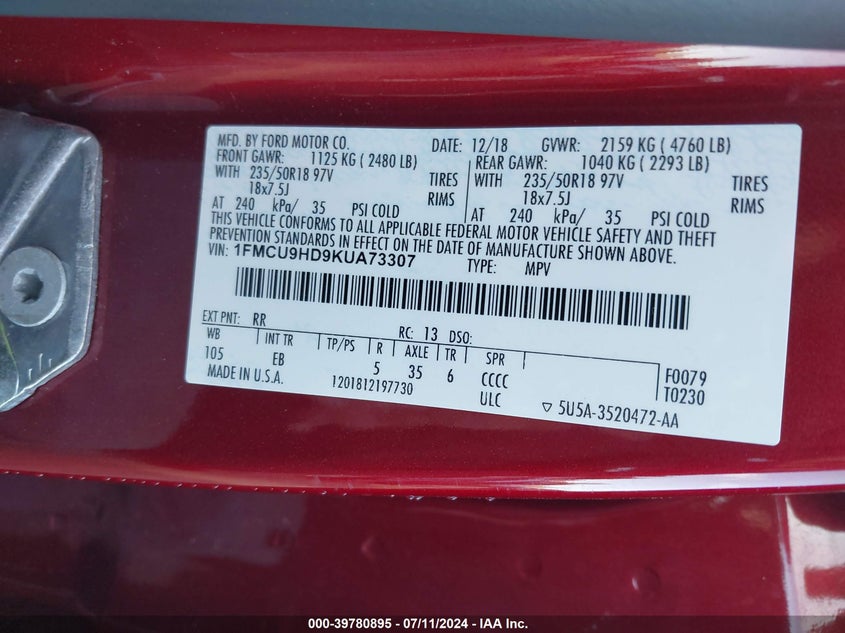 MFD. BY FORD MOTOR CO. DATE: 12/18 GVWR: 2159 KG ( 4760 LB)
FRONT GAWR: 1125 KG ( 2480 LB) REAR GAWR: 1040 KG ( 2293 LB)
WITH 235/50R18 97V TIRES WITH 235/50R18 97V TIRES
18x7.5J RIMS 18x7.5J RIMS
AT 240 kPa/ 35 PSI COLD AT 240 kPa/ 35 PSI COLD
THIS VEHICLE CONFORMS TO ALL APPLICABLE FEDERAL MOTOR VEHICLE SAFETY AND THEFT
PREVENTION STANDARDS IN EFFECT ON THE DATE OF MANUFACTURE SHOWN ABOVE.
VIN: 1FMCU9HD9KUA73307 TYPE: MPV
EXT PNT: RR RC: 13 DSO:
WB INT TR TP/PS R AXLE TR SPR
105 EB 5 35 6 CCCC F0079
MADE IN U.S.A. 1201812197730 ULC T0230
▽ 5U5A-3520472-AA
000-39780895 - 07/11/2024 - IAA Inc.